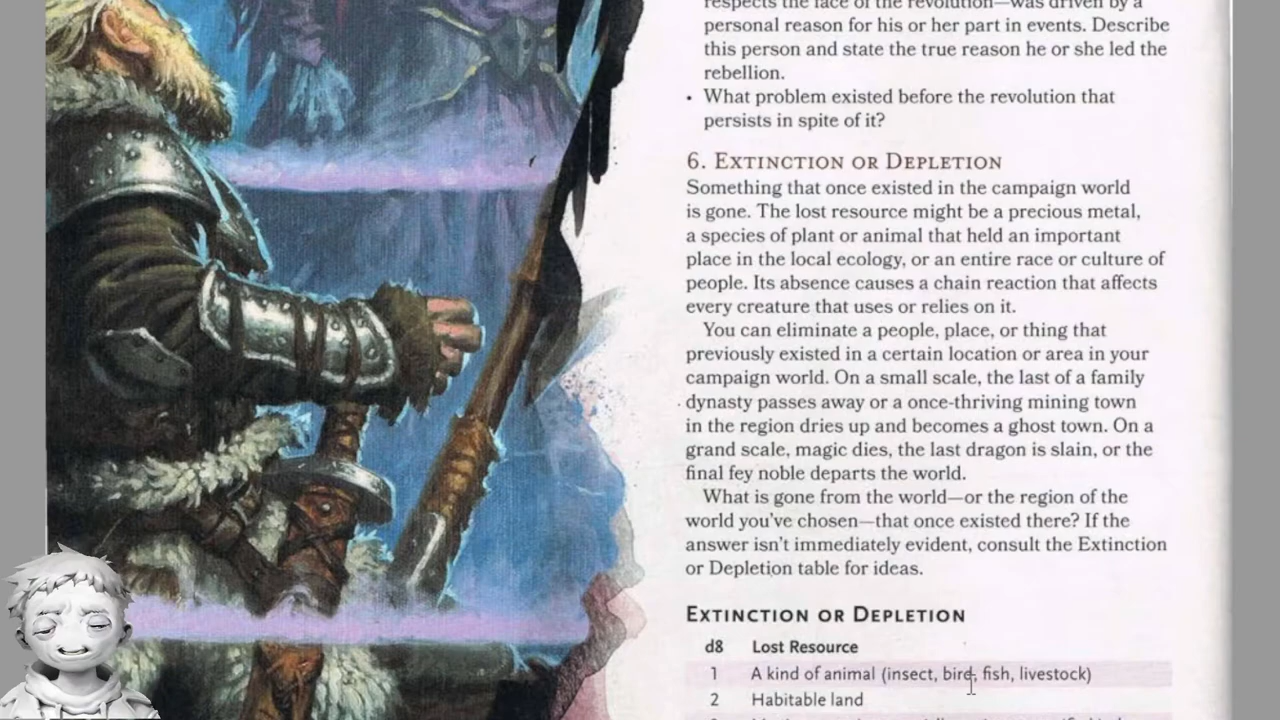 respects the face of the revolution—was driven by a
personal reason for his or her part in events. Describe
this person and state the true reason he or she led the
rebellion.
• What problem existed before the revolution that
persists in spite of it?
6. EXTINCTION OR DEPLETION
Something that once existed in the campaign world
is gone. The lost resource might be a precious metal,
a species of plant or animal that held an important
place in the local ecology, or an entire race or culture of
people. Its absence causes a chain reaction that affects
every creature that uses or relies on it.
You can eliminate a people, place, or thing that
previously existed in a certain location or area in your
campaign world. On a small scale, the last of a family
dynasty passes away or a once-thriving mining town
in the region dries up and becomes a ghost town. On a
grand scale, magic dies, the last dragon is slain, or the
final fey noble departs the world.
What is gone from the world—or the region of the
world you've chosen—that once existed there? If the
answer isn't immediately evident, consult the Extinction
or Depletion table for ideas.
EXTINCTION OR DEPLETION
d8 Lost Resource
1 A kind of animal (insect, bird, fish, livestock)
2 Habitable land